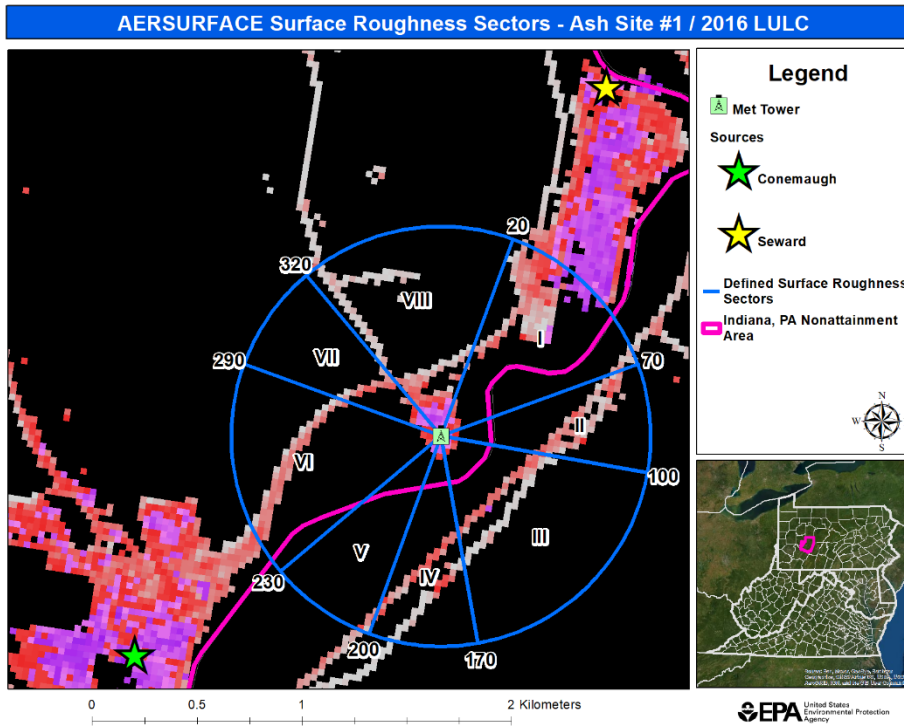 AERSURFACE Surface Roughness Sectors - Ash Site #1 / 2016 LULC
Legend
Met Tower
Sources
Conemaugh
Seward
Defined Surface Roughness
Sectors
Indiana, PA Nonattainment
Area
N
W
E
S
20
320
VIII
I
VII
290
70
II
VI
100
III
V
IV
230
200
170
0
0.5
1
2 Kilometers
EPA
United States
Environmental Protection
Agency